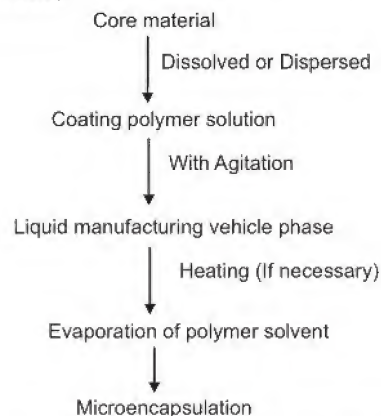 Core material
Dissolved or Dispersed
Coating polymer solution
With Agitation
Liquid manufacturing vehicle phase
Heating (If necessary)
Evaporation of polymer solvent
Microencapsulation